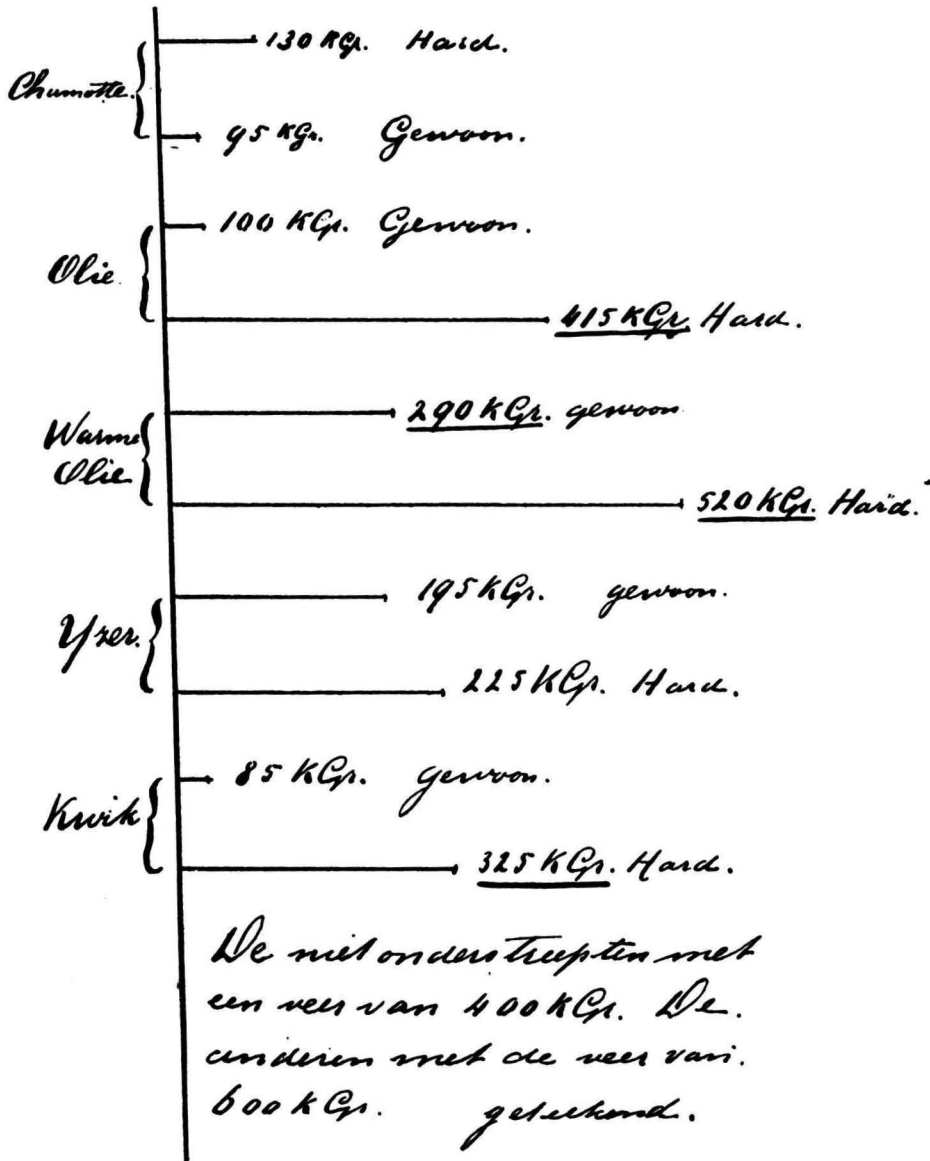 130 KGr. Hard.
Chamotte.
95 KGr. Gewoon.
100 KGr. Gewoon.
Olie.
415 KGr. Hard.
290 KGr. gewoon
Warme
Olie
520 KGr. Hard.
195 KGr. gewoon.
Yzer.
225 KGr. Hard.
85 KGr. gewoon.
Kwik
325 KGr. Hard.
De niet onderstreepten met
een veer van 400 KGr. De
anderen met de veer van
600 KGr. geteekend.